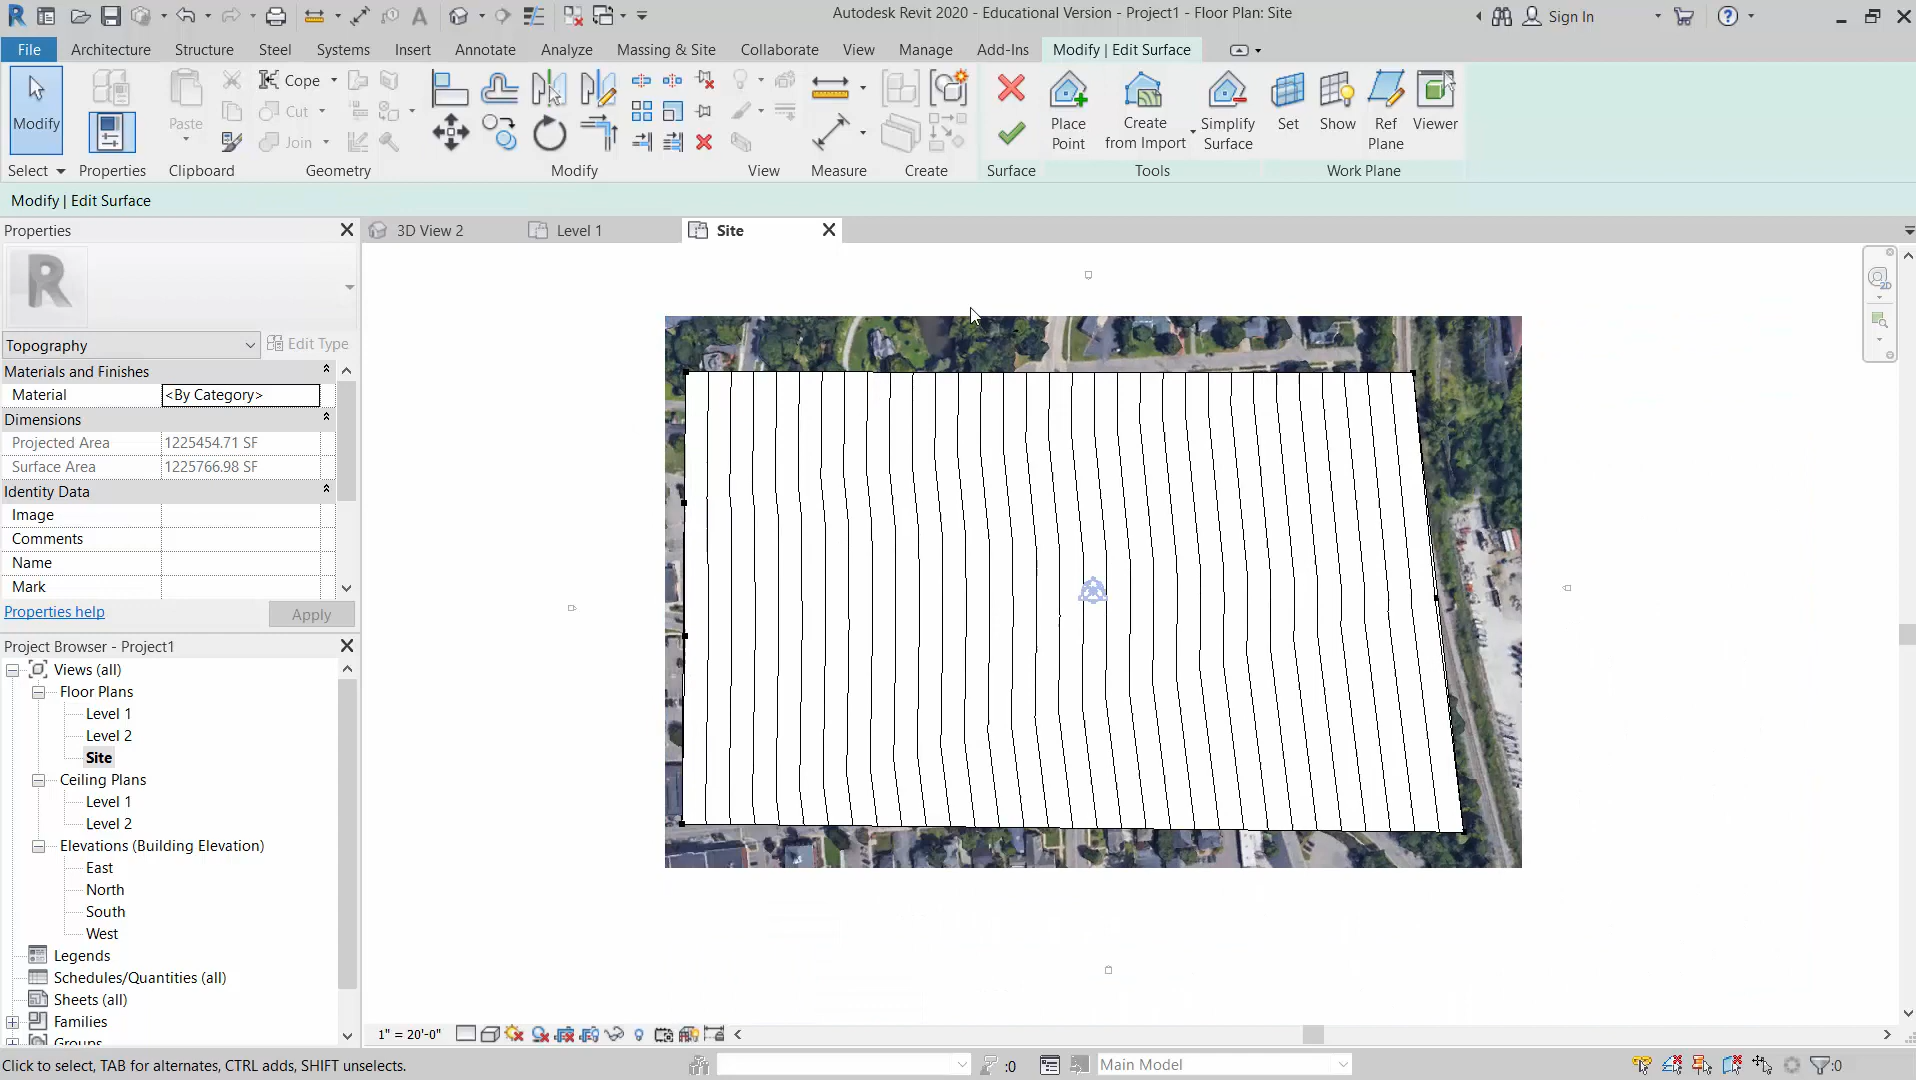 Autodesk Revit 2020 - Educational Version - Project1 - Floor Plan: Site
Sign In
File
Architecture
Structure
Steel
Systems
Insert
Annotate
Analyze
Massing & Site
Collaborate
View
Manage
Add-Ins
Modify | Edit Surface
Modify
Paste
Cope
Cut
Join
Place
Point
Create
from Import
Simplify
Surface
Set
Show
Ref
Plane
Viewer
Select
Properties
Clipboard
Geometry
Modify
View
Measure
Create
Surface
Tools
Work Plane
Modify | Edit Surface
Properties
3D View 2
Level 1
Site
R
Topography
Edit Type
Materials and Finishes
Material <By Category>
Dimensions
Projected Area 1225454.71 SF
Surface Area 1225766.98 SF
Identity Data
Image
Comments
Name
Mark
Properties help
Apply
Project Browser - Project1
Views (all)
Floor Plans
Level 1
Level 2
Site
Ceiling Plans
Level 1
Level 2
Elevations (Building Elevation)
East
North
South
West
Legends
Schedules/Quantities (all)
Sheets (all)
Families
Groups
1" = 20'-0"
Click to select, TAB for alternates, CTRL adds, SHIFT unselects.
:0
Main Model
:0